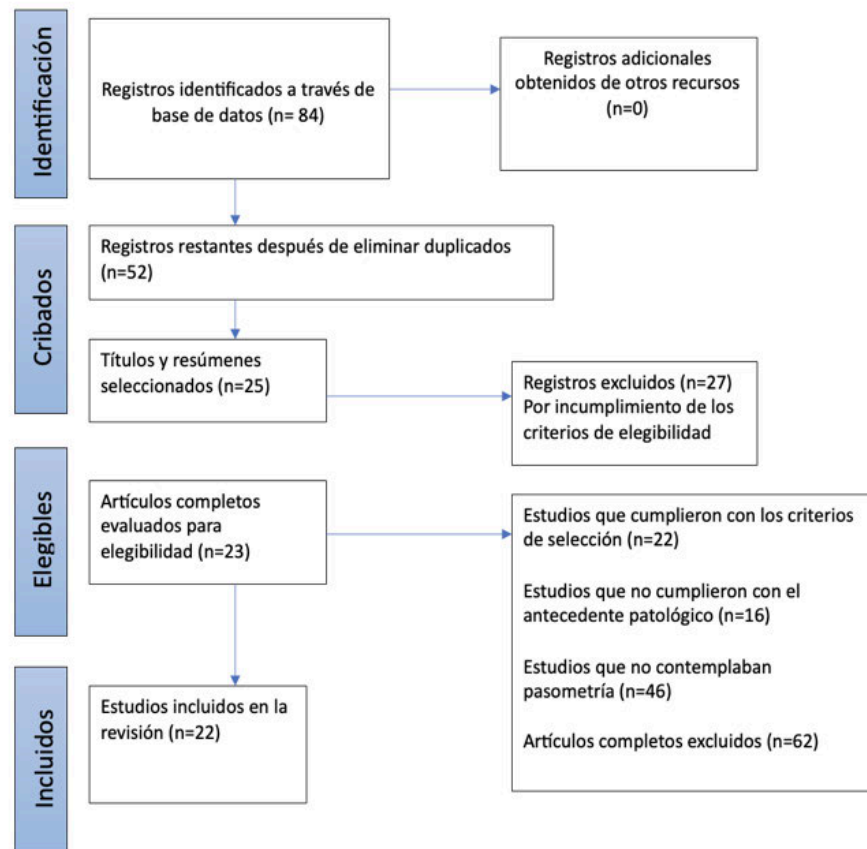 Identificación
Registros identificados a través de
base de datos (n= 84)
Registros adicionales
obtenidos de otros recursos
(n=0)
Cribados
Registros restantes después de eliminar duplicados
(n=52)
Títulos y resúmenes
seleccionados (n=25)
Registros excluidos (n=27)
Por incumplimiento de los
criterios de elegibilidad
Elegibles
Artículos completos
evaluados para
elegibilidad (n=23)
Estudios que cumplieron con los criterios
de selección (n=22)
Estudios que no cumplieron con el
antecedente patológico (n=16)
Estudios que no contemplaban
pasometría (n=46)
Artículos completos excluidos (n=62)
Incluidos
Estudios incluidos en la
revisión (n=22)